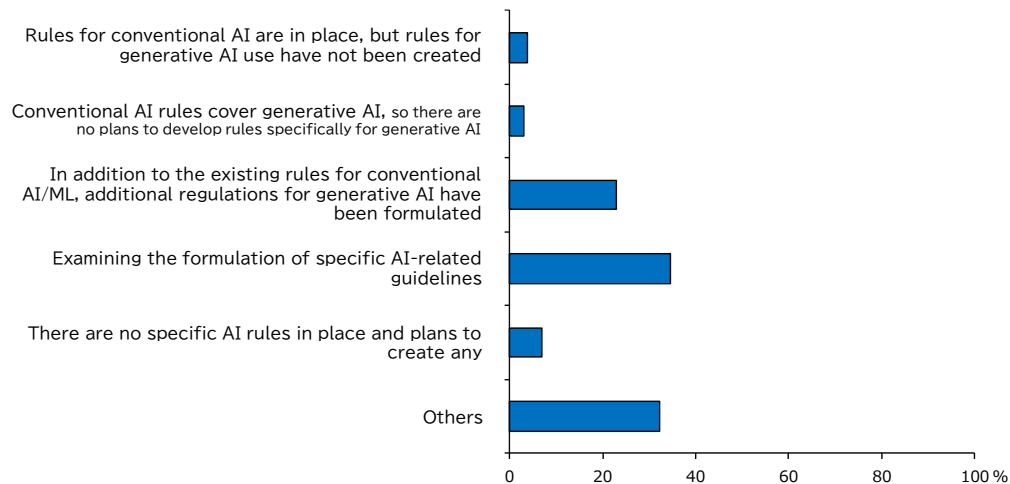 Rules for conventional AI are in place, but rules for
generative AI use have not been created
Conventional AI rules cover generative AI, so there are
no plans to develop rules specifically for generative AI
In addition to the existing rules for conventional
AI/ML, additional regulations for generative AI have
been formulated
Examining the formulation of specific AI-related
guidelines
There are no specific AI rules in place and plans to
create any
Others
0 20 40 60 80 100 %